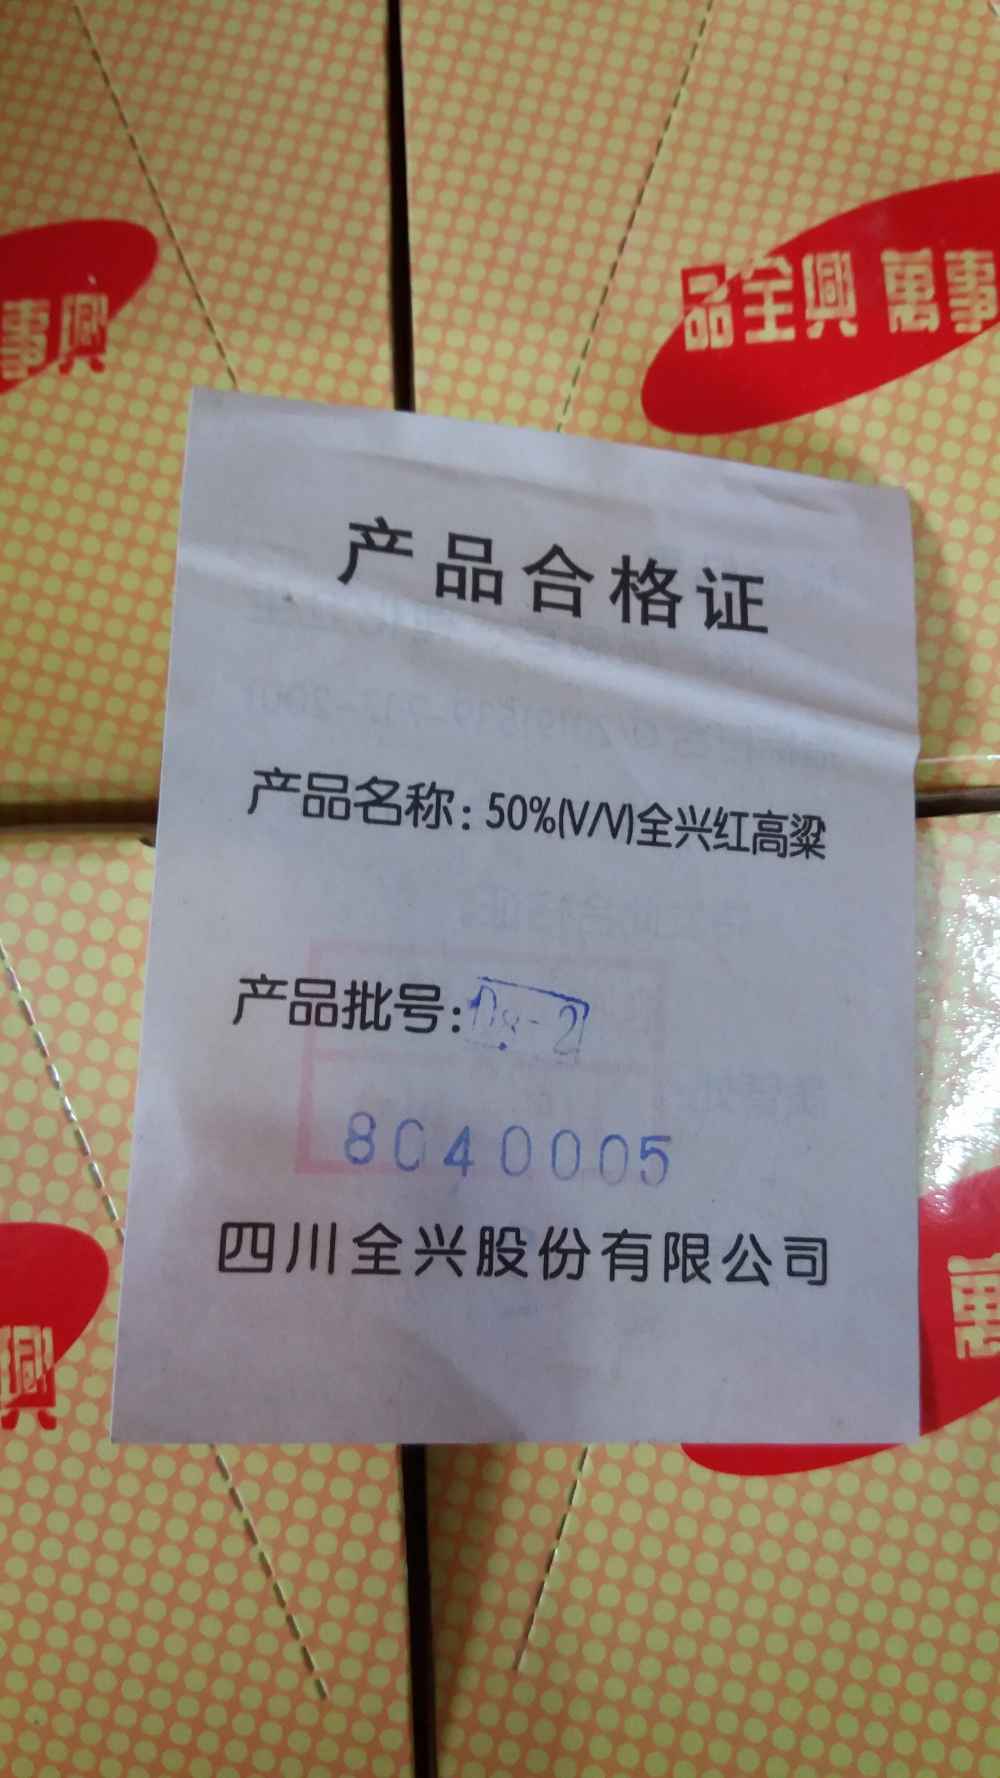 事興
品全興 萬事
产品合格证
产品名称: 50%(V/V)全兴红高粱
产品批号: 08-2
8040005
四川全兴股份有限公司
萬
興